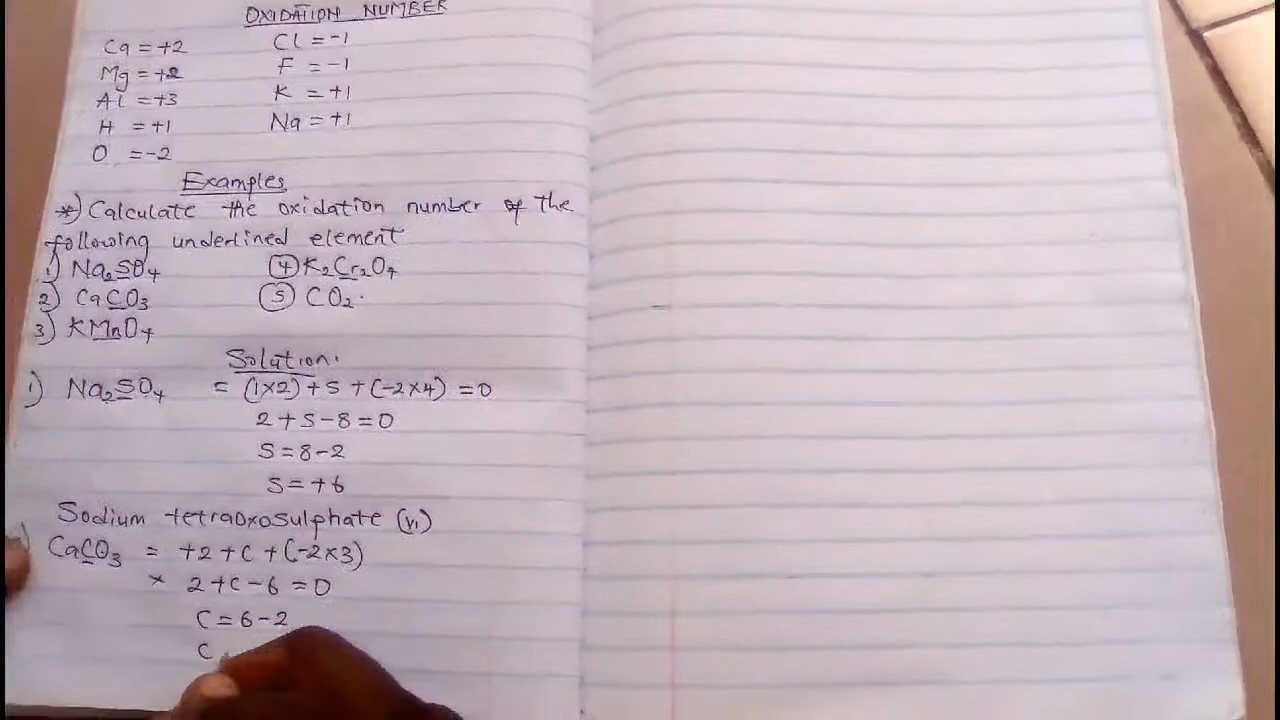 OXIDATION NUMBER
Ca = +2 Cl = -1
Mg = +2 F = -1
Al = +3 K = +1
H = +1 Na = +1
O = -2
Examples
*) Calculate the oxidation number of the
following underlined element
1) Na₂SO₄ ④ K₂Cr₂O₇
2) CaCO₃ ⑤ CO₂.
3) KMnO₄
Solution.
1) Na₂SO₄ = (1×2) + S + (-2×4) = 0
2 + S - 8 = 0
S = 8 - 2
S = +6
Sodium tetraoxosulphate (vi)
) CaCO₃ = +2 + C + (-2×3)
× 2 + C - 6 = 0
C = 6 - 2
C